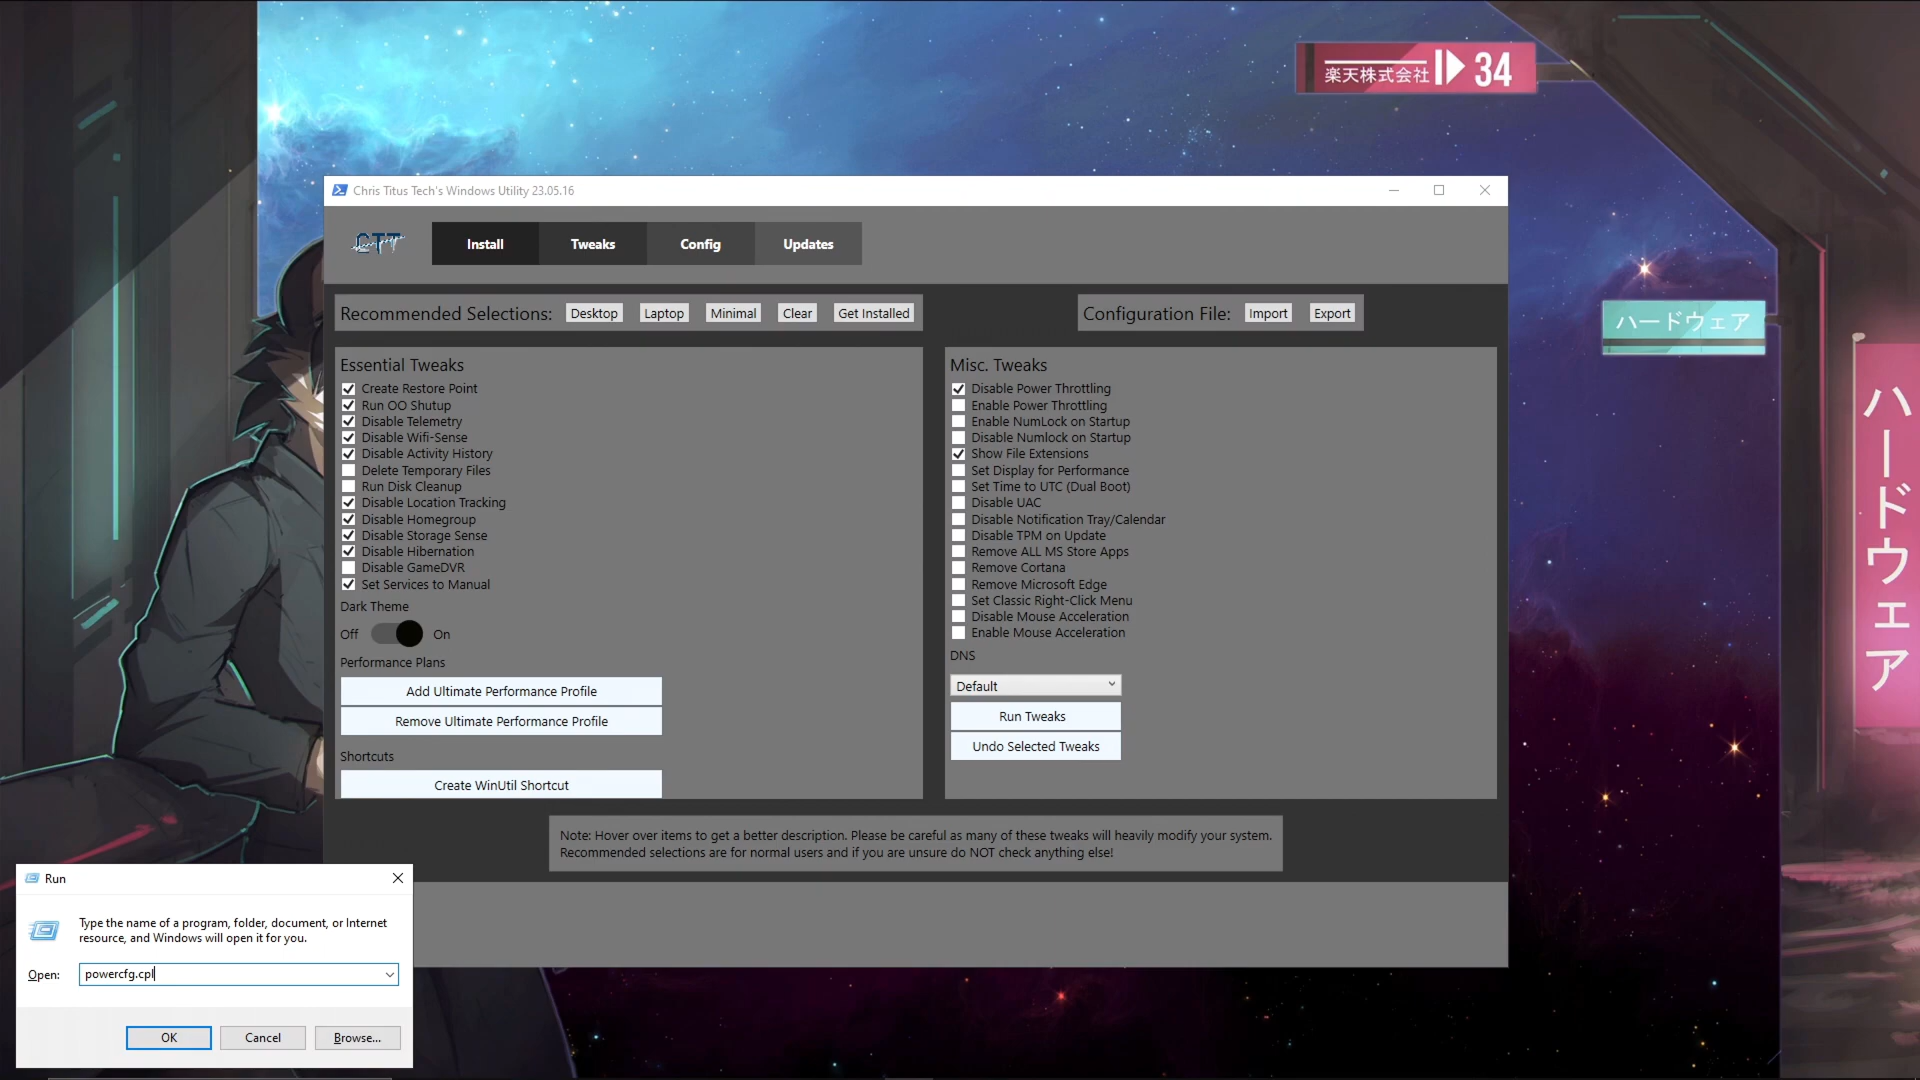 楽天株式会社 34
Chris Titus Tech's Windows Utility 23.05.16
CTT
Install
Tweaks
Config
Updates
Recommended Selections:
Desktop
Laptop
Minimal
Clear
Get Installed
Configuration File:
Import
Export
ハードウェア
Essential Tweaks
Create Restore Point
Run OO Shutup
Disable Telemetry
Disable Wifi-Sense
Disable Activity History
Delete Temporary Files
Run Disk Cleanup
Disable Location Tracking
Disable Homegroup
Disable Storage Sense
Disable Hibernation
Disable GameDVR
Set Services to Manual
Dark Theme
Off
On
Performance Plans
Add Ultimate Performance Profile
Remove Ultimate Performance Profile
Shortcuts
Create WinUtil Shortcut
Misc. Tweaks
Disable Power Throttling
Enable Power Throttling
Enable NumLock on Startup
Disable Numlock on Startup
Show File Extensions
Set Display for Performance
Set Time to UTC (Dual Boot)
Disable UAC
Disable Notification Tray/Calendar
Disable TPM on Update
Remove ALL MS Store Apps
Remove Cortana
Remove Microsoft Edge
Set Classic Right-Click Menu
Disable Mouse Acceleration
Enable Mouse Acceleration
DNS
Default
Run Tweaks
Undo Selected Tweaks
ハードウェア
Note: Hover over items to get a better description. Please be careful as many of these tweaks will heavily modify your system.
Recommended selections are for normal users and if you are unsure do NOT check anything else!
Run
Type the name of a program, folder, document, or Internet
resource, and Windows will open it for you.
Open:
powercfg.cpl
OK
Cancel
Browse...